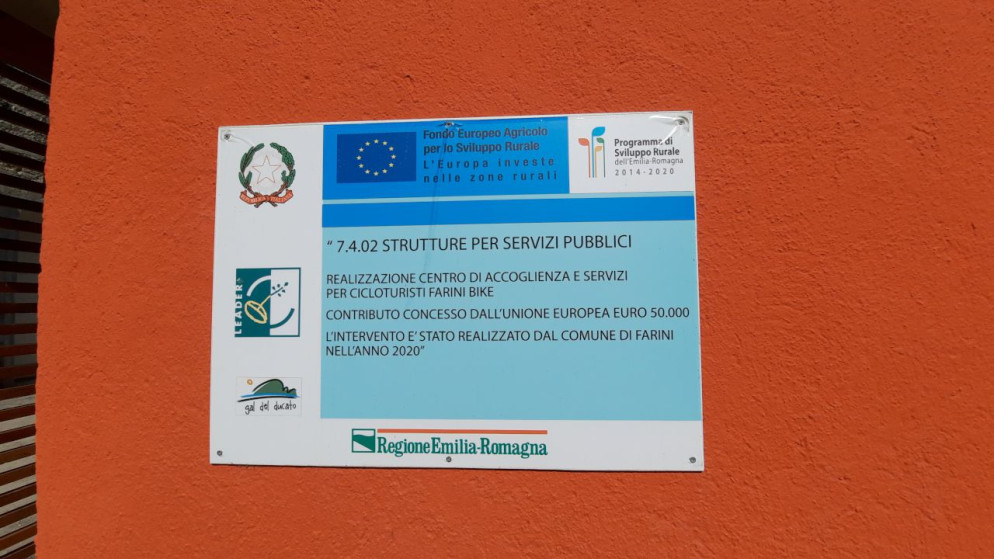 Fondo Europeo Agricolo
per lo Sviluppo Rurale
L'Europa investe
nelle zone rurali
Programma di
Sviluppo Rurale
dell'Emilia-Romagna
2014-2020
“ 7.4.02 STRUTTURE PER SERVIZI PUBBLICI
REALIZZAZIONE CENTRO DI ACCOGLIENZA E SERVIZI
PER CICLOTURISTI FARINI BIKE
CONTRIBUTO CONCESSO DALL'UNIONE EUROPEA EURO 50.000
L'INTERVENTO E' STATO REALIZZATO DAL COMUNE DI FARINI
NELL'ANNO 2020”
LEADER
gal del ducato
RegioneEmilia-Romagna